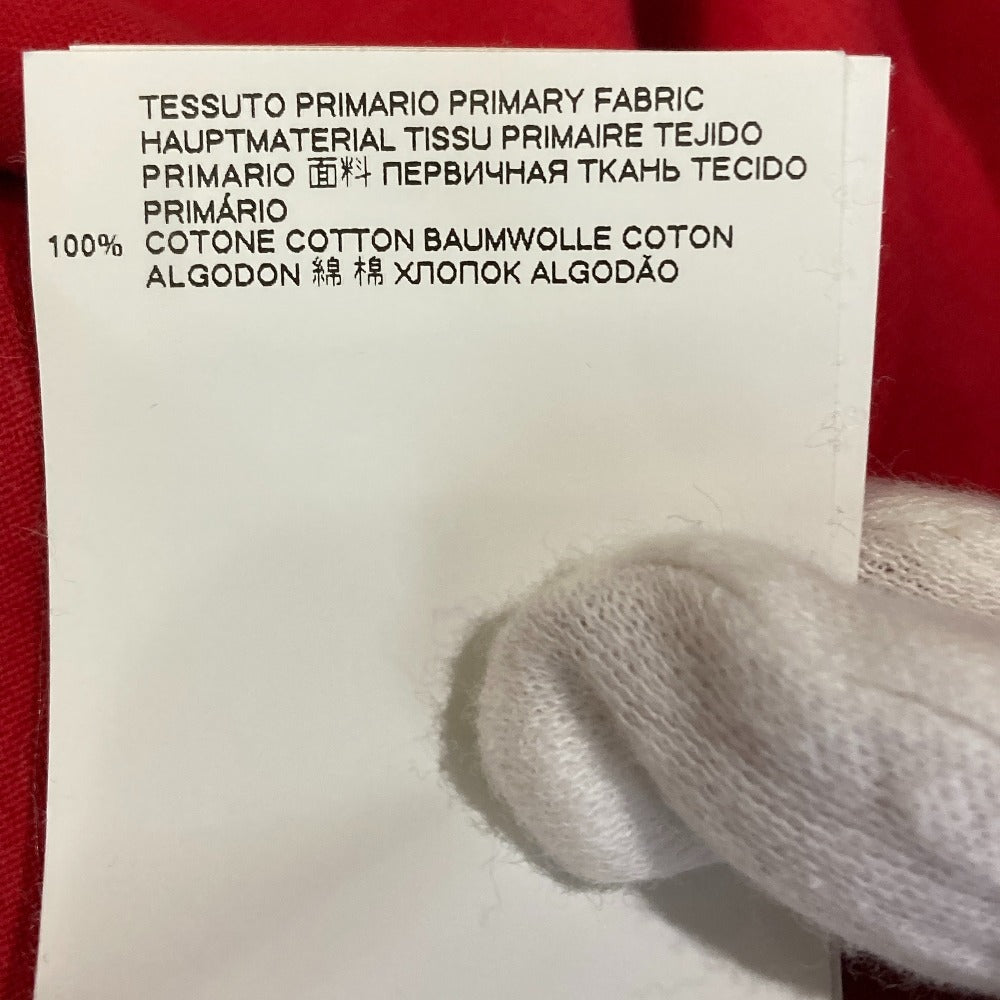 TESSUTO PRIMARIO PRIMARY FABRIC
HAUPTMATERIAL TISSU PRIMAIRE TEJIDO
PRIMARIO 面料 ПЕРВИЧНАЯ ТКАНЬ TECIDO
PRIMÁRIO
100% COTONE COTTON BAUMWOLLE COTON
ALGODON 綿 棉 ХЛОПОК ALGODÃO